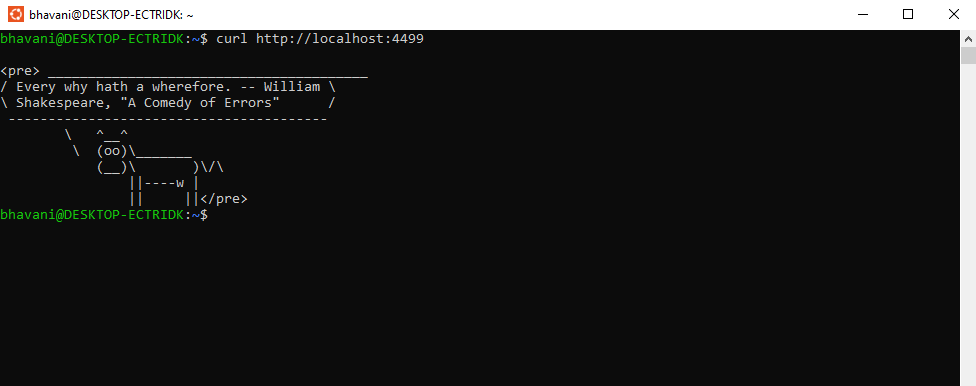 bhavani@DESKTOP-ECTRIDK: ~
bhavani@DESKTOP-ECTRIDK:~$ curl http://localhost:4499
<pre> ________________________________________
/ Every why hath a wherefore. -- William \
\ Shakespeare, "A Comedy of Errors"      /
 ----------------------------------------
        \   ^__^
         \  (oo)\_______
            (__)\       )\/\
                ||----w |
                ||     ||</pre>
bhavani@DESKTOP-ECTRIDK:~$